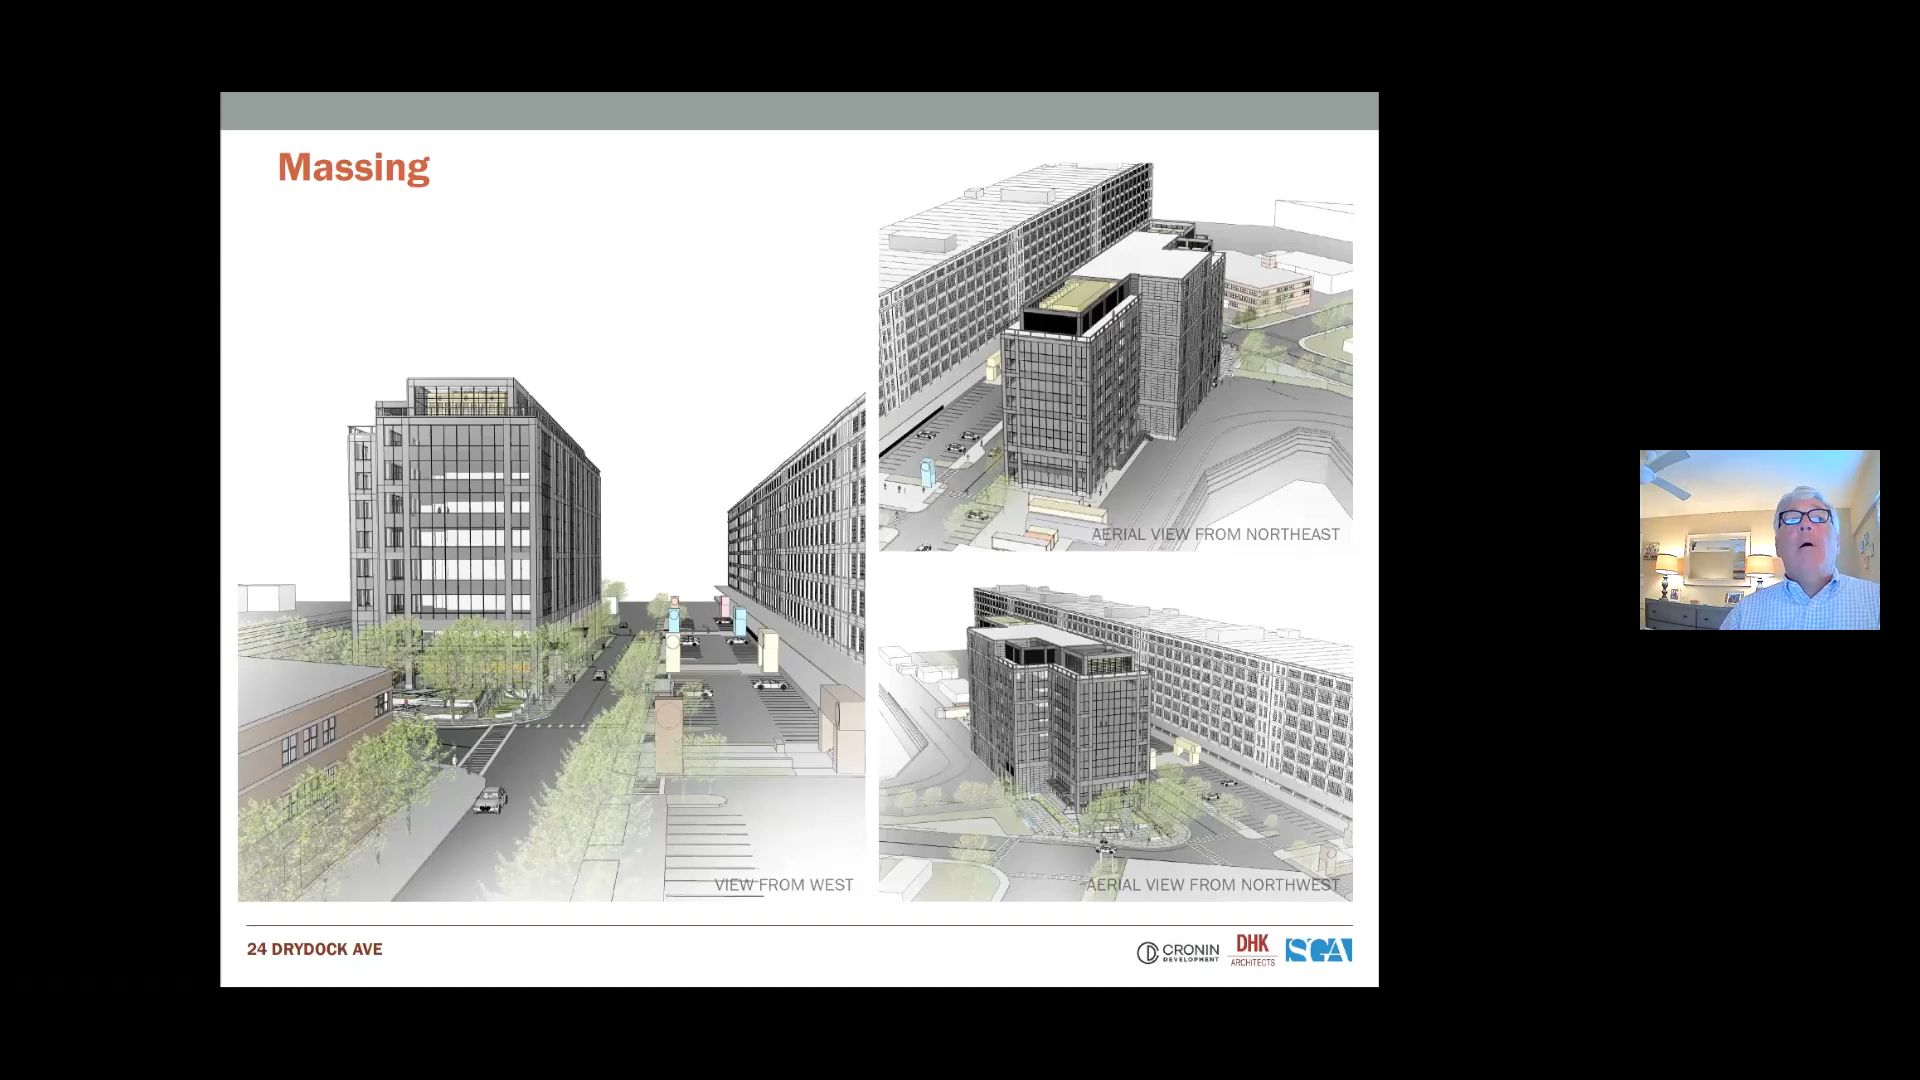 Massing
AERIAL VIEW FROM NORTHEAST
VIEW FROM WEST
AERIAL VIEW FROM NORTHWEST
24 DRYDOCK AVE
CRONIN
DEVELOPMENT
DHK
ARCHITECTS
SGA